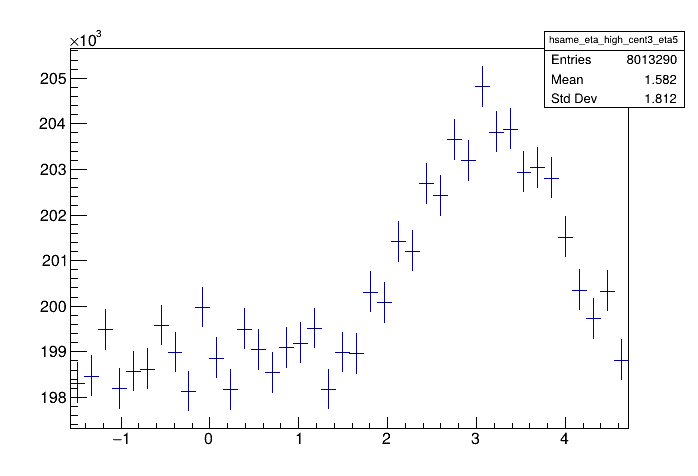 ×10³
hsame_eta_high_cent3_eta5
Entries 8013290
Mean 1.582
Std Dev 1.812
205
204
203
202
201
200
199
198
−1 0 1 2 3 4